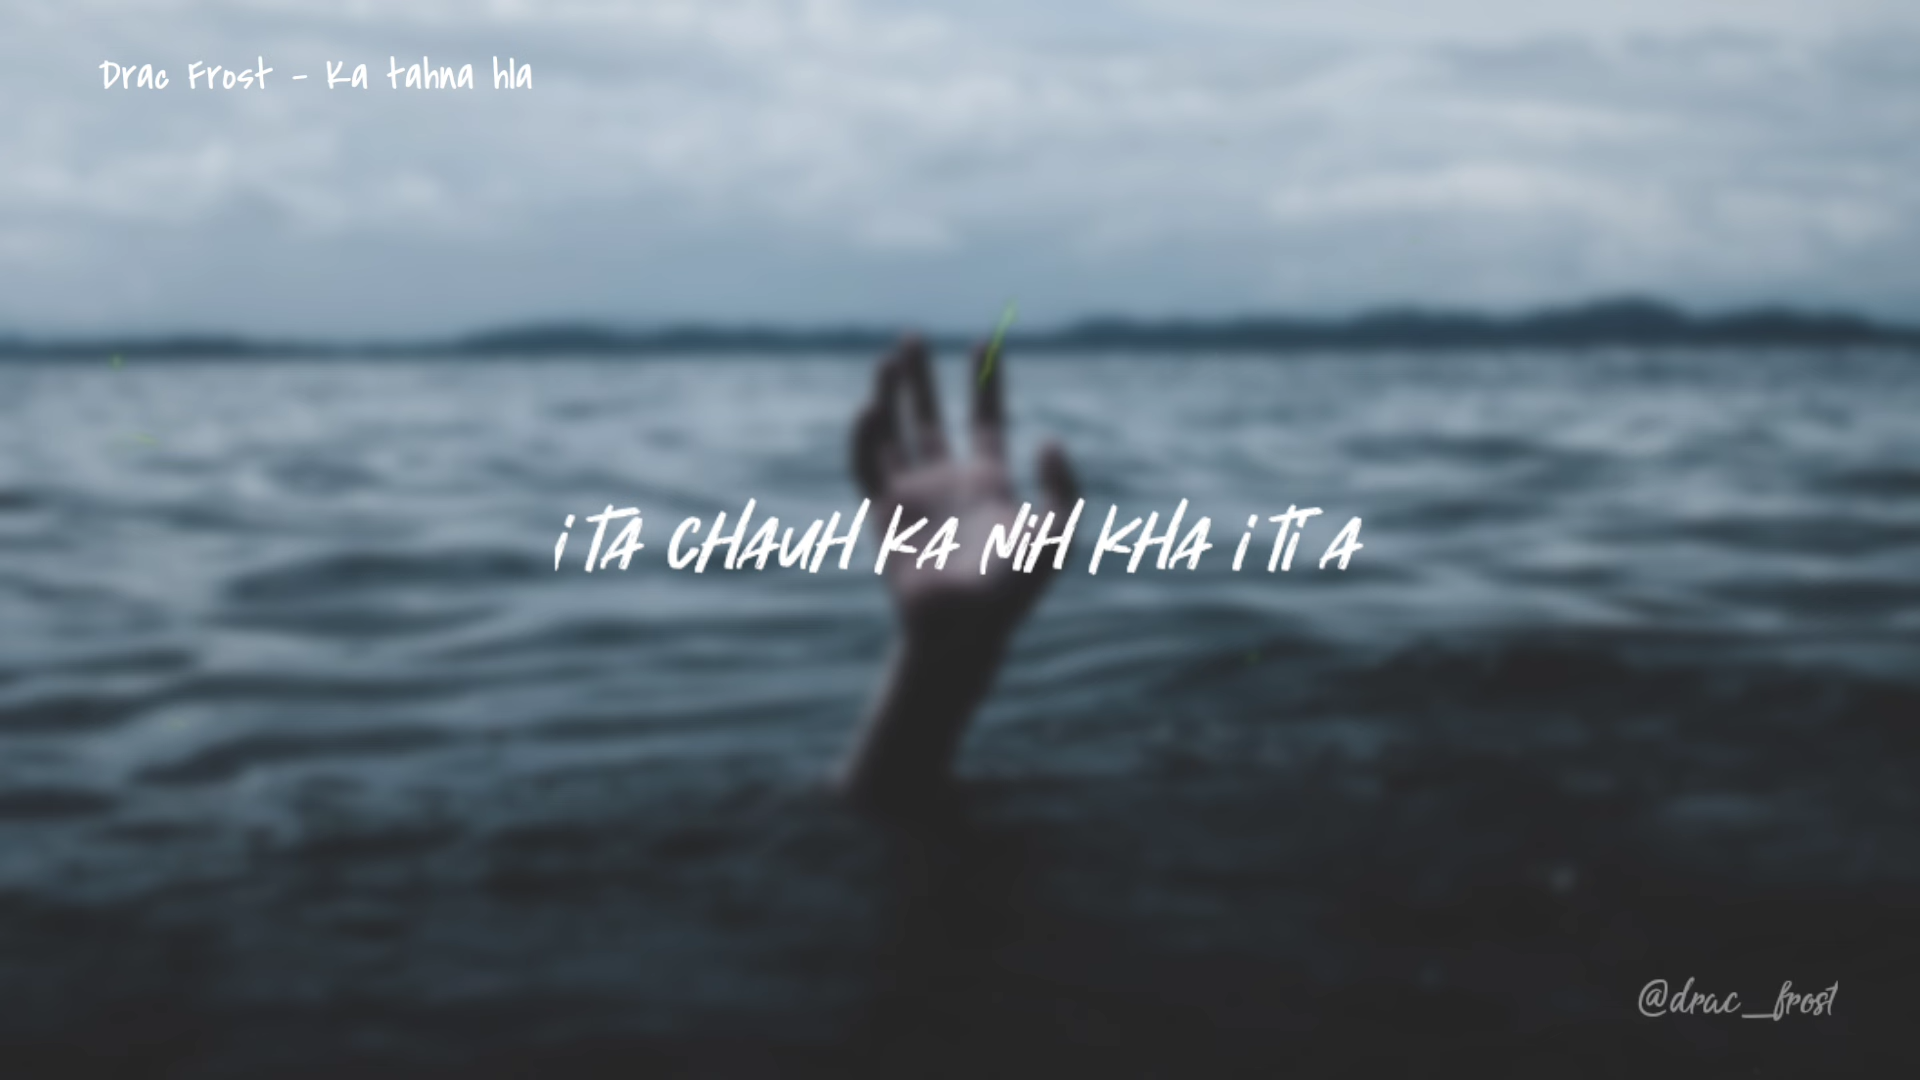 Drac Frost - Ka tahna hla
i TA CHAUH KA NiH KHA i Ti A
@drac_frost